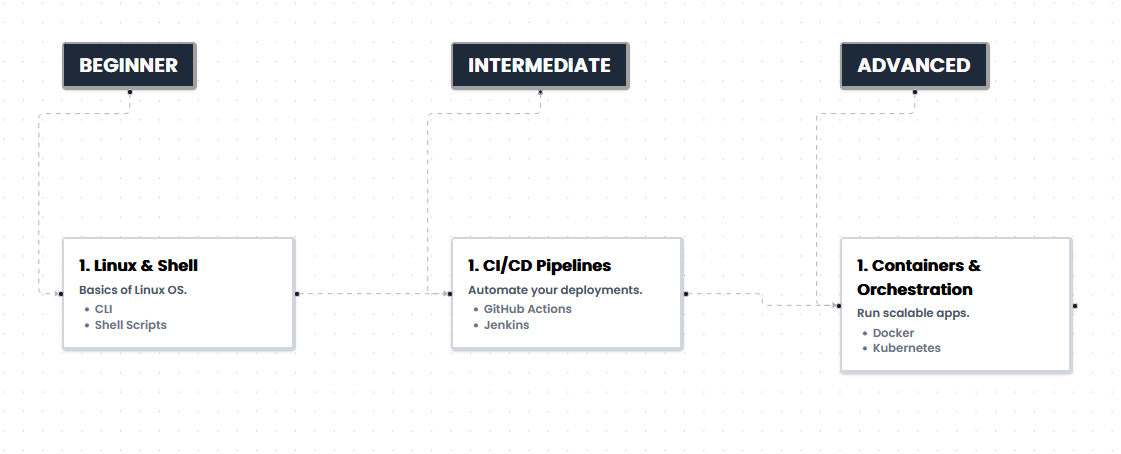 BEGINNER
INTERMEDIATE
ADVANCED
1. Linux & Shell
Basics of Linux OS.
• CLI
• Shell Scripts
1. CI/CD Pipelines
Automate your deployments.
• GitHub Actions
• Jenkins
1. Containers &
Orchestration
Run scalable apps.
• Docker
• Kubernetes